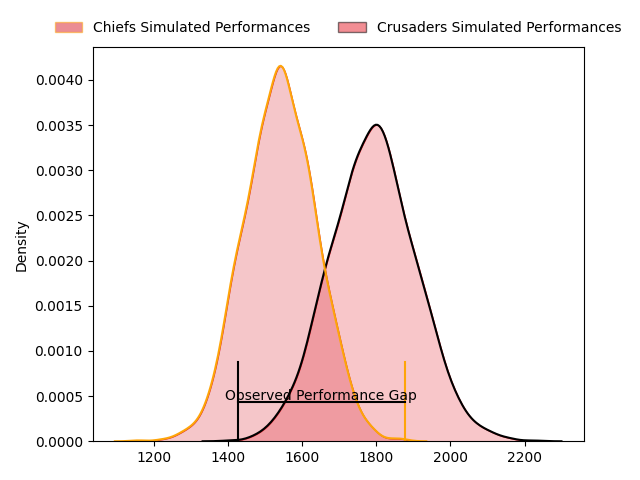 Chiefs Simulated Performances Crusaders Simulated Performances
0.0040
0.0035
0.0030
0.0025
0.0020
0.0015
0.0010
0.0005
0.0000
Density
Observed Performance Gap
1200 1400 1600 1800 2000 2200